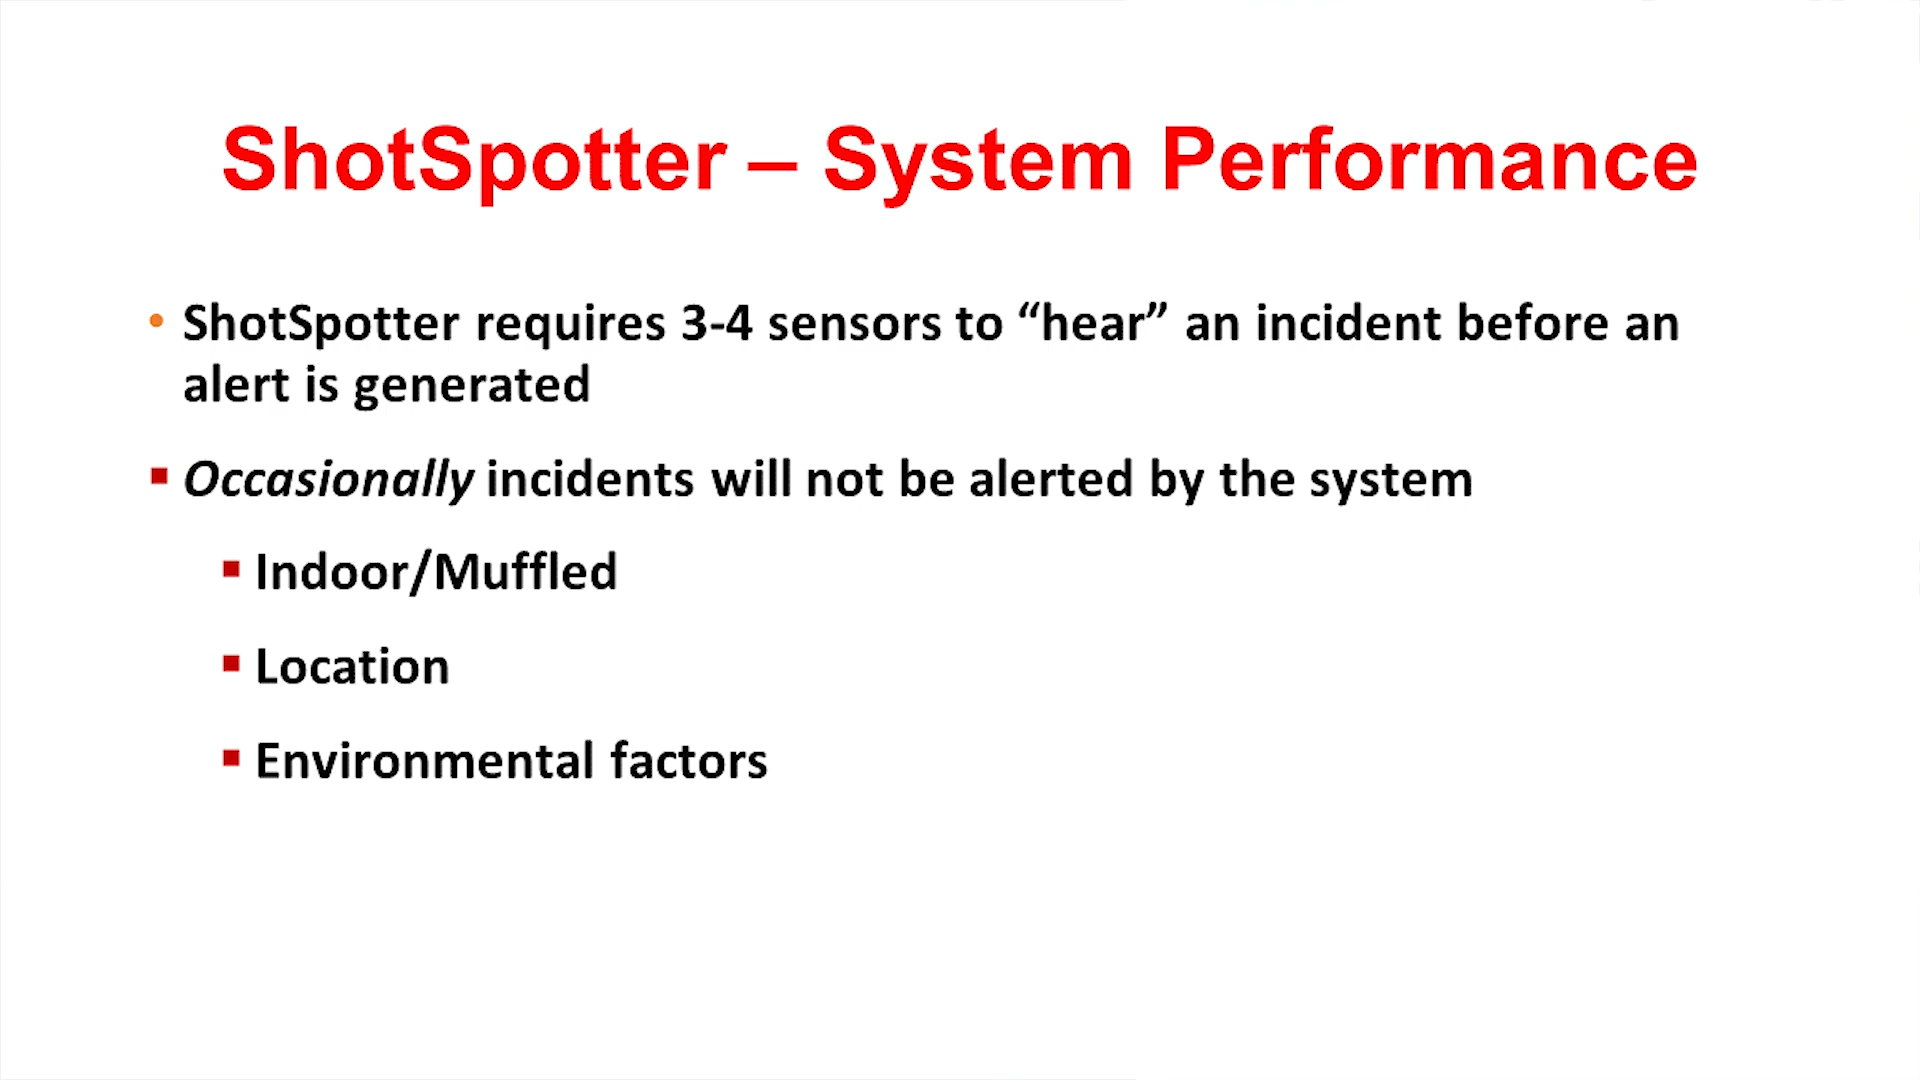 ShotSpotter – System Performance
• ShotSpotter requires 3-4 sensors to “hear” an incident before an
alert is generated
▪ Occasionally incidents will not be alerted by the system
▪ Indoor/Muffled
▪ Location
▪ Environmental factors